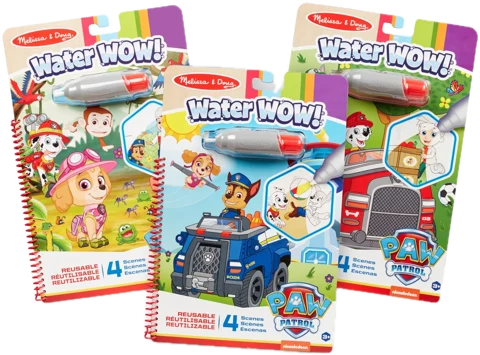 Melissa & Doug
Water WOW!
REUSABLE
RÉUTILISABLE
REUTILIZABLE
4 Scenes
Scènes
Escenas
Melissa & Doug
Water WOW!
REUSABLE
RÉUTILISABLE
REUTILIZABLE
4 Scenes
Scènes
Escenas
PAW
PATROL
nickelodeon
3+
Melissa & Doug
Water WOW!
4 Scenes
Scènes
Escenas
PAW
PATROL
nickelodeon
3+